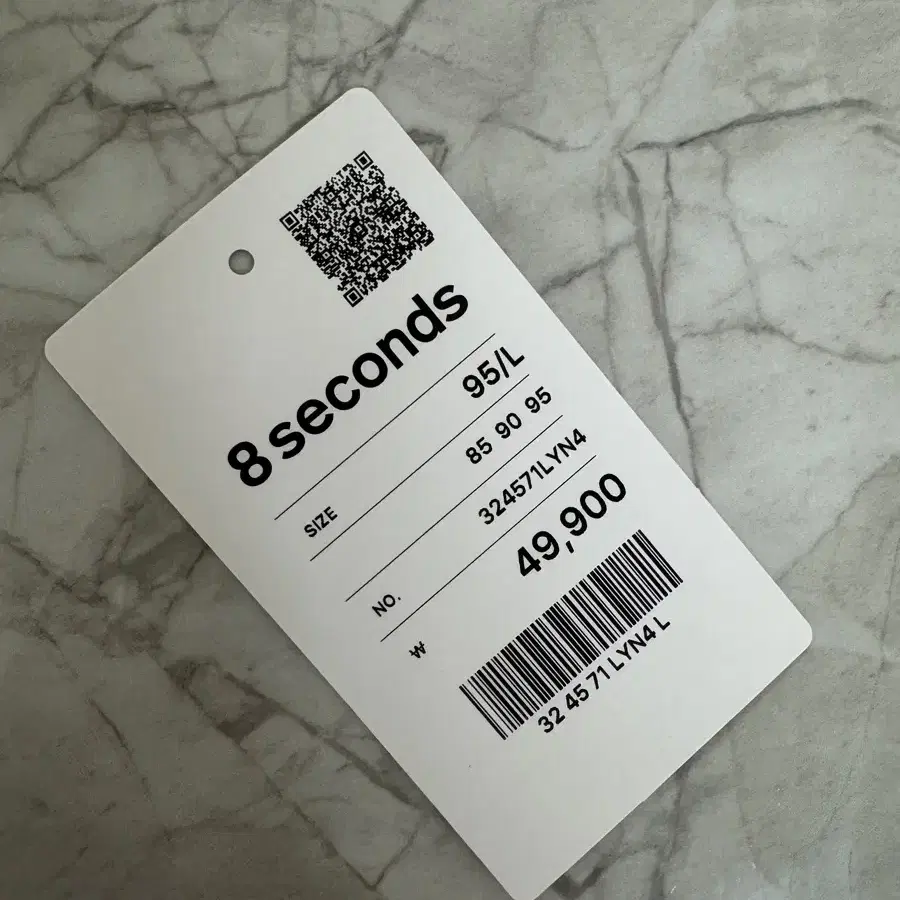 8 seconds
SIZE 95/L
85 90 95
NO. 324571LYN4
₩ 49,900
32 45 71 LYN4 L